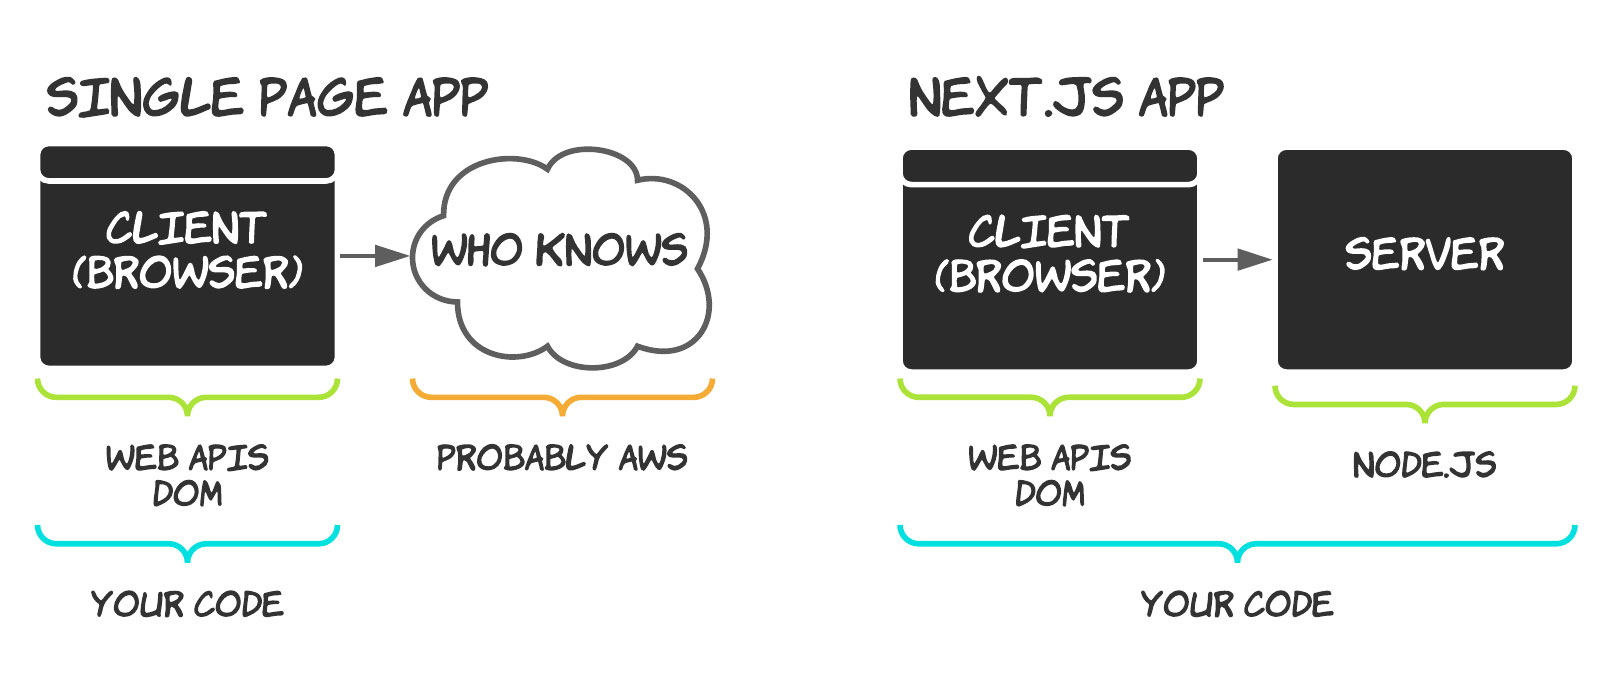 SINGLE PAGE APP
CLIENT
(BROWSER)
WHO KNOWS
WEB APIS
DOM
PROBABLY AWS
YOUR CODE
NEXT.JS APP
CLIENT
(BROWSER)
SERVER
WEB APIS
DOM
NODE.JS
YOUR CODE